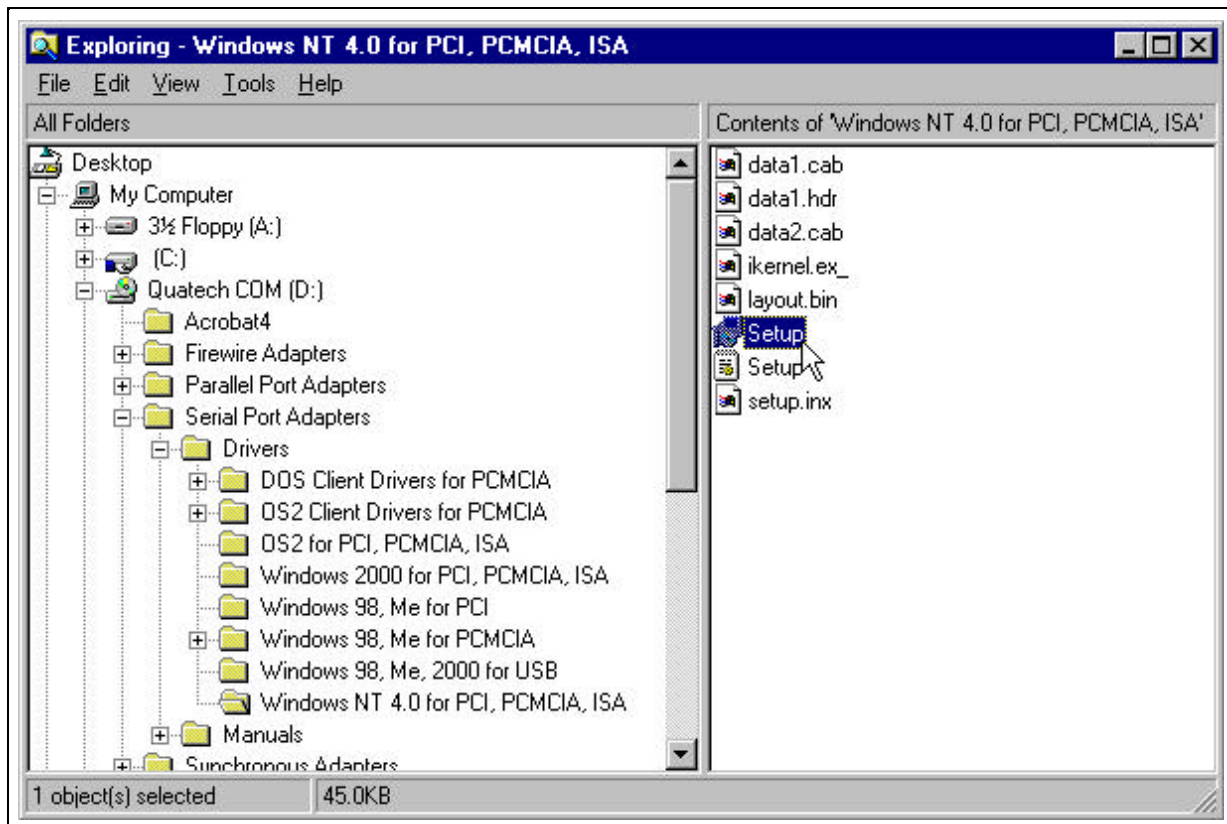 Exploring - Windows NT 4.0 for PCI, PCMCIA, ISA
File Edit View Tools Help
All Folders
Contents of 'Windows NT 4.0 for PCI, PCMCIA, ISA'
Desktop
My Computer
3½ Floppy (A:)
(C:)
Quatech COM (D:)
Acrobat4
Firewire Adapters
Parallel Port Adapters
Serial Port Adapters
Drivers
DOS Client Drivers for PCMCIA
OS2 Client Drivers for PCMCIA
OS2 for PCI, PCMCIA, ISA
Windows 2000 for PCI, PCMCIA, ISA
Windows 98, Me for PCI
Windows 98, Me for PCMCIA
Windows 98, Me, 2000 for USB
Windows NT 4.0 for PCI, PCMCIA, ISA
Manuals
Synchronous Adapters
data1.cab
data1.hdr
data2.cab
ikernel.ex_
layout.bin
Setup
Setup
setup.inx
1 object(s) selected
45.0KB